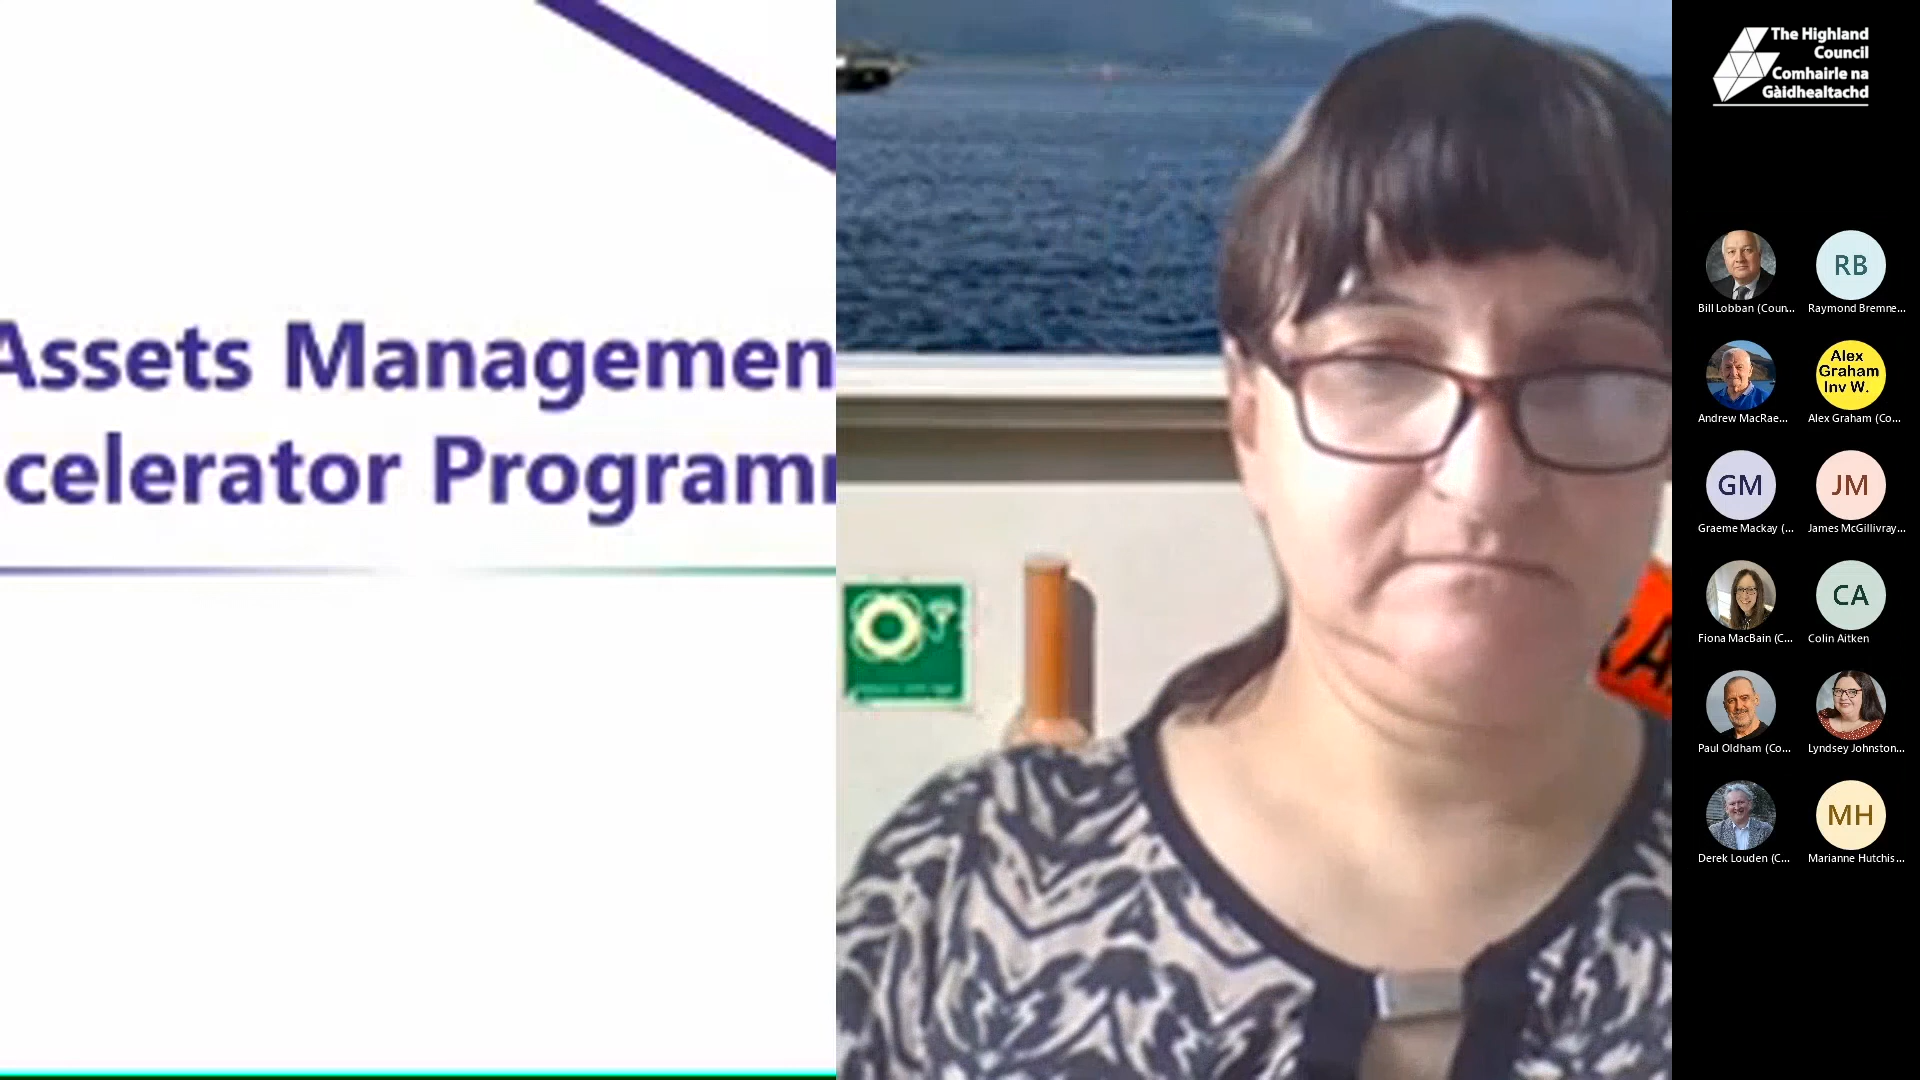 Assets Managemen
celerator Program
The Highland
Council
Comhairle na
Gàidhealtachd
Bill Lobban (Coun...
RB
Raymond Bremne...
Andrew MacRae...
Alex
Graham
Inv W.
Alex Graham (Co...
GM
Graeme Mackay (...
JM
James McGillivray...
Fiona MacBain (C...
CA
Colin Aitken
Paul Oldham (Co...
Lyndsey Johnston...
Derek Louden (C...
MH
Marianne Hutchis...